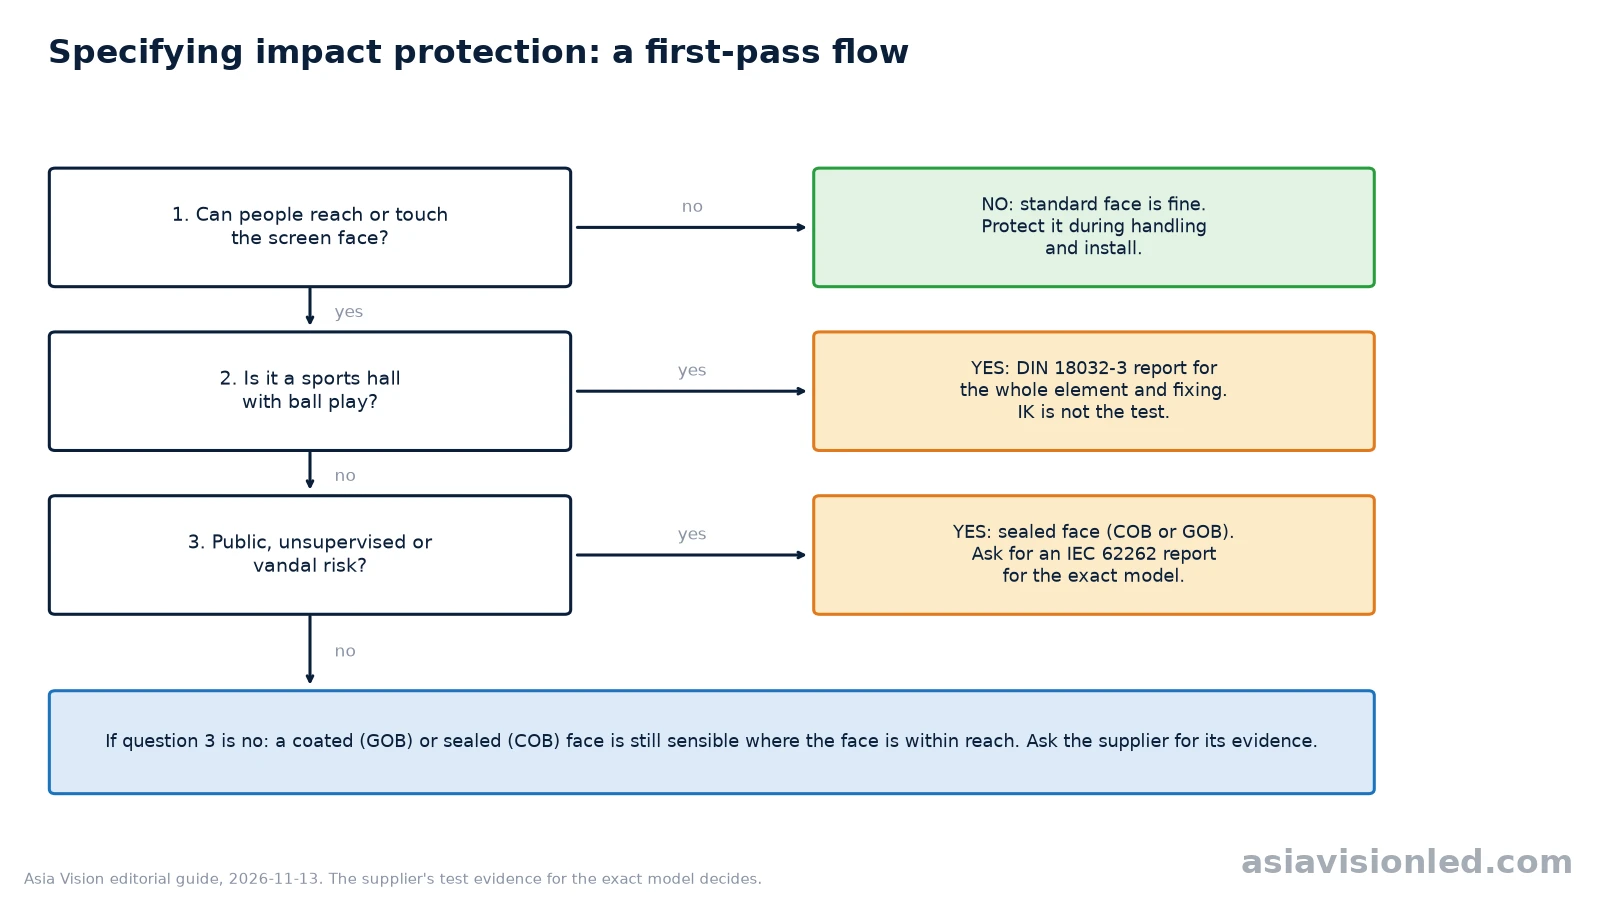 Specifying impact protection: a first-pass flow
1. Can people reach or touch
the screen face?
no
NO: standard face is fine.
Protect it during handling
and install.
yes
2. Is it a sports hall
with ball play?
yes
YES: DIN 18032-3 report for
the whole element and fixing.
IK is not the test.
no
3. Public, unsupervised or
vandal risk?
yes
YES: sealed face (COB or GOB).
Ask for an IEC 62262 report
for the exact model.
no
If question 3 is no: a coated (GOB) or sealed (COB) face is still sensible where the face is within reach. Ask the supplier for its evidence.
asiavisionled.com
Asia Vision editorial guide, 2026-11-13. The supplier's test evidence for the exact model decides.